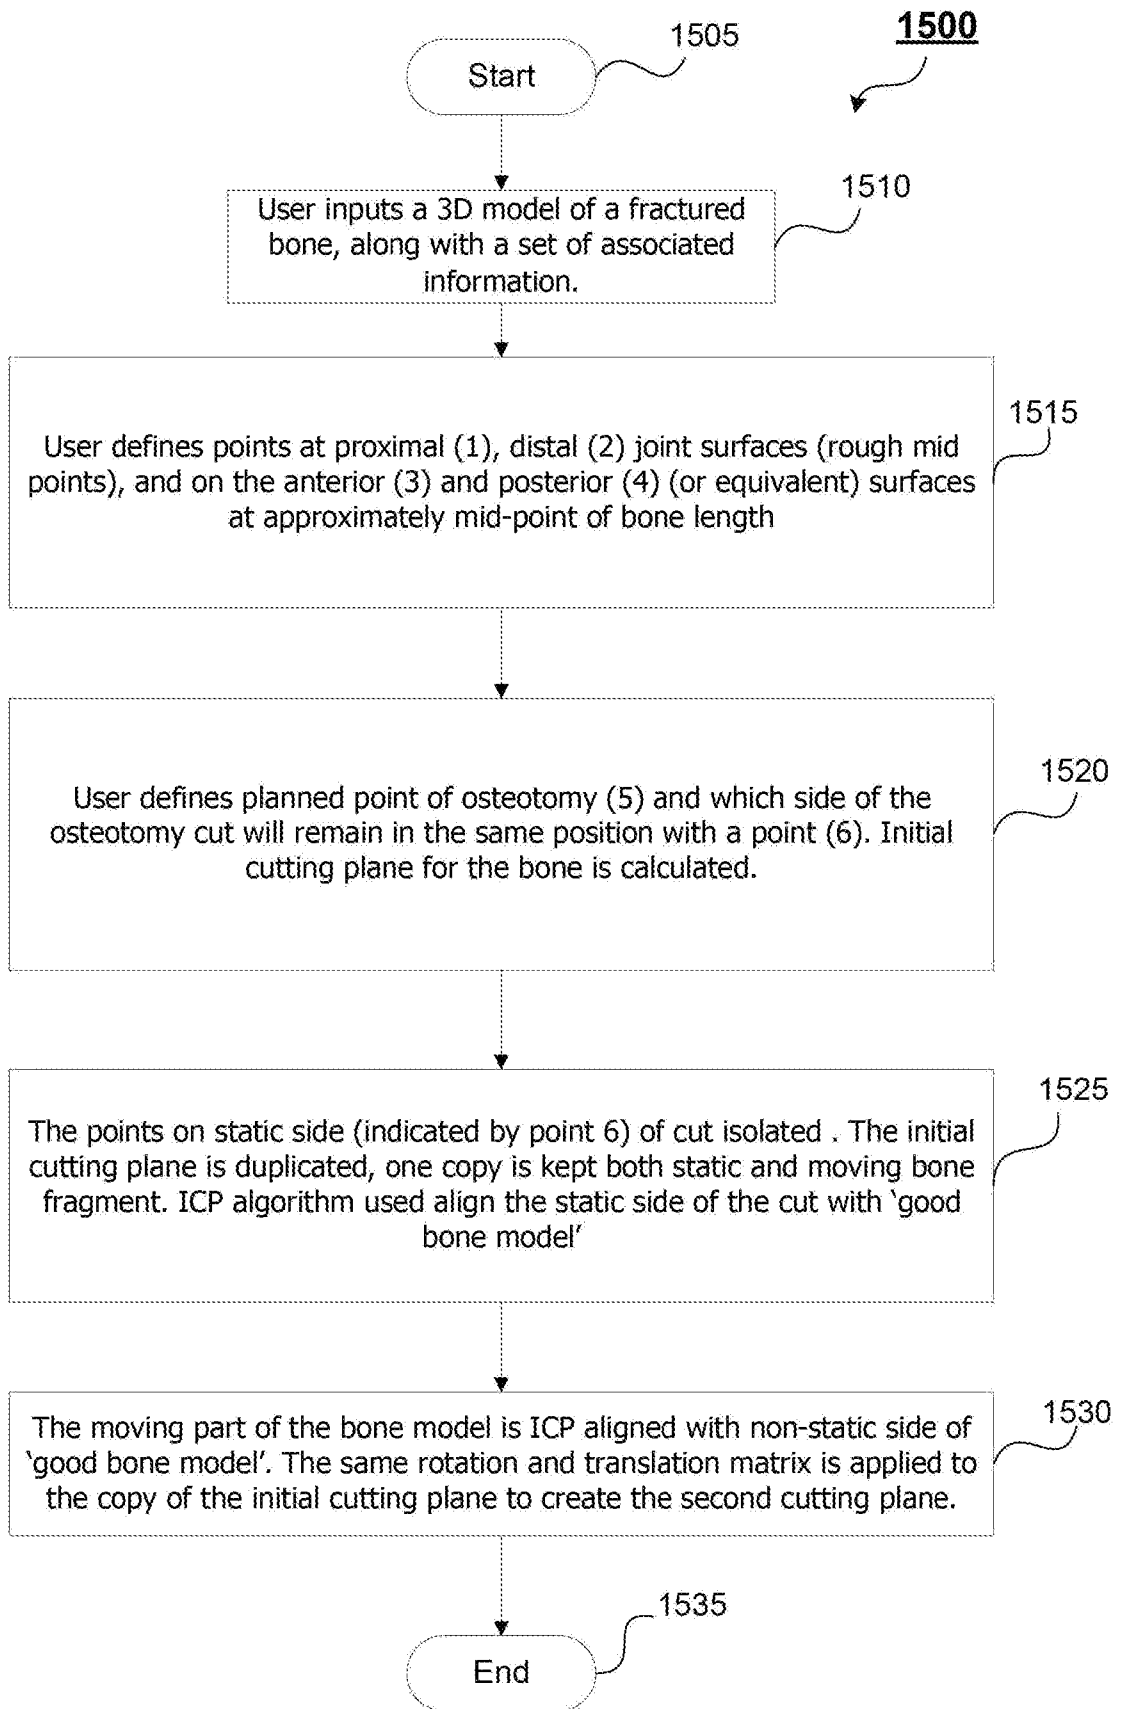 1500
1505
Start
1510
User inputs a 3D model of a fractured
bone, along with a set of associated
information.
1515
User defines points at proximal (1), distal (2) joint surfaces (rough mid
points), and on the anterior (3) and posterior (4) (or equivalent) surfaces
at approximately mid-point of bone length
1520
User defines planned point of osteotomy (5) and which side of the
osteotomy cut will remain in the same position with a point (6). Initial
cutting plane for the bone is calculated.
1525
The points on static side (indicated by point 6) of cut isolated . The initial
cutting plane is duplicated, one copy is kept both static and moving bone
fragment. ICP algorithm used align the static side of the cut with ‘good
bone model’
1530
The moving part of the bone model is ICP aligned with non-static side of
‘good bone model’. The same rotation and translation matrix is applied to
the copy of the initial cutting plane to create the second cutting plane.
1535
End